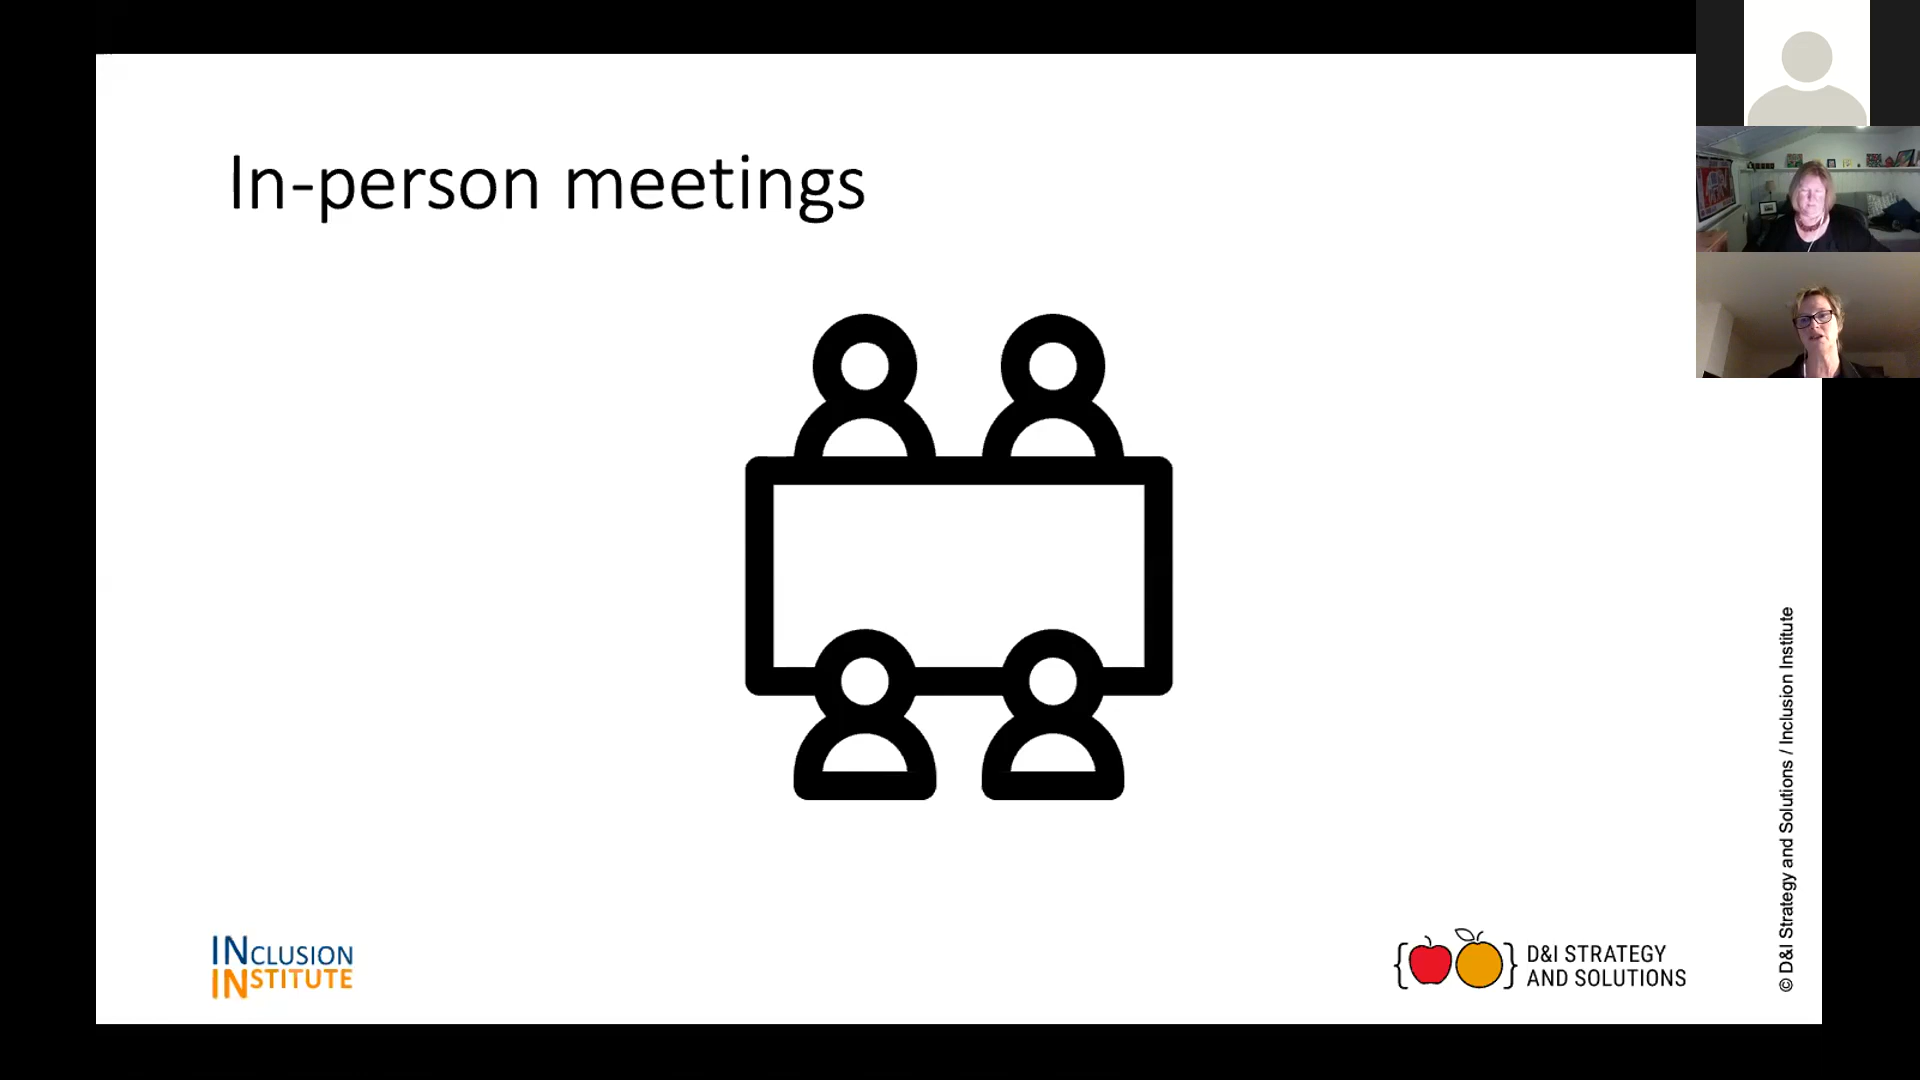 In-person meetings
INCLUSION
INSTITUTE
D&I STRATEGY
AND SOLUTIONS
© D&I Strategy and Solutions / Inclusion Institute